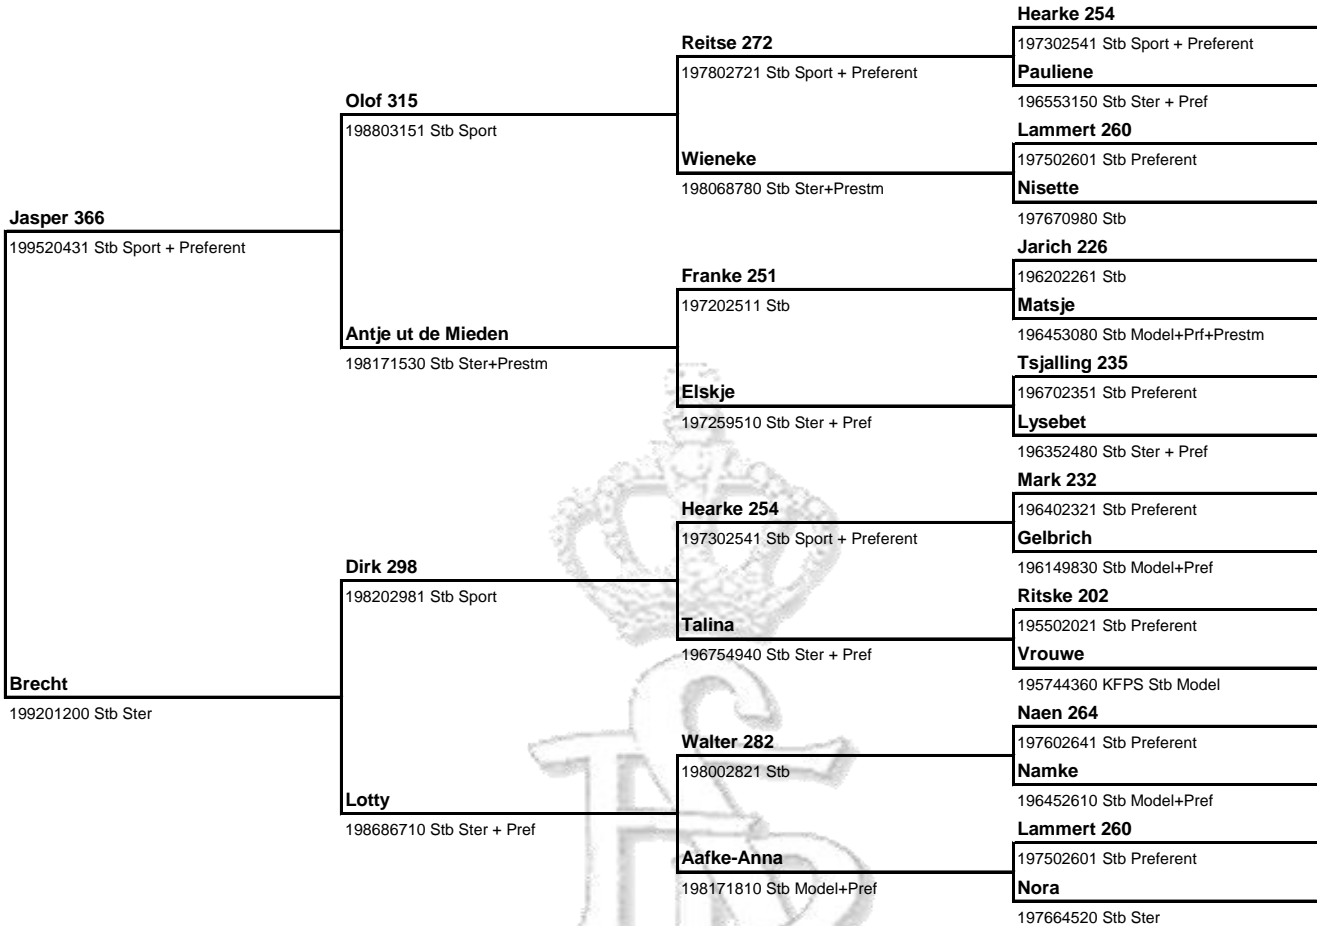 Jasper 366
199520431 Stb Sport + Preferent
Brecht
199201200 Stb Ster
Olof 315
198803151 Stb Sport
Antje ut de Mieden
198171530 Stb Ster+Prestm
Dirk 298
198202981 Stb Sport
Lotty
198686710 Stb Ster + Pref
Reitse 272
197802721 Stb Sport + Preferent
Wieneke
198068780 Stb Ster+Prestm
Franke 251
197202511 Stb
Elskje
197259510 Stb Ster + Pref
Hearke 254
197302541 Stb Sport + Preferent
Talina
196754940 Stb Ster + Pref
Walter 282
198002821 Stb
Aafke-Anna
198171810 Stb Model+Pref
Hearke 254
197302541 Stb Sport + Preferent
Pauliene
196553150 Stb Ster + Pref
Lammert 260
197502601 Stb Preferent
Nisette
197670980 Stb
Jarich 226
196202261 Stb
Matsje
196453080 Stb Model+Prf+Prestm
Tsjalling 235
196702351 Stb Preferent
Lysebet
196352480 Stb Ster + Pref
Mark 232
196402321 Stb Preferent
Gelbrich
196149830 Stb Model+Pref
Ritske 202
195502021 Stb Preferent
Vrouwe
195744360 KFPS Stb Model
Naen 264
197602641 Stb Preferent
Namke
196452610 Stb Model+Pref
Lammert 260
197502601 Stb Preferent
Nora
197664520 Stb Ster